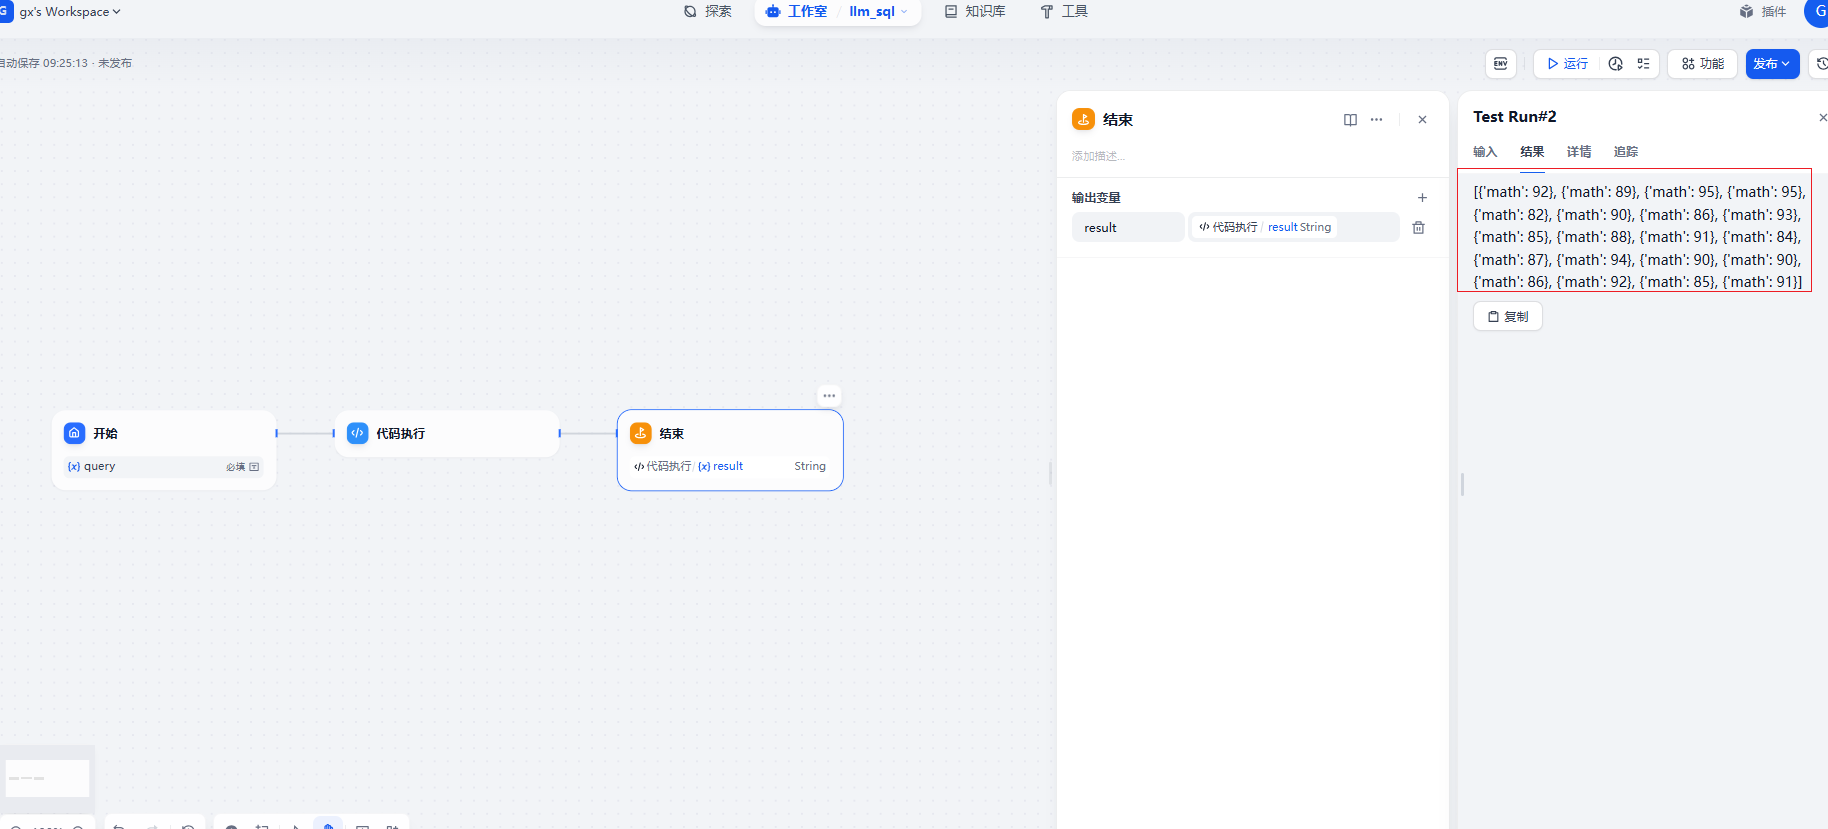 G gx's Workspace
探索
工作室 / llm_sql
知识库
工具
插件
G
自动保存 09:25:13 · 未发布
ENV
运行
功能
发布
结束
添加描述...
输出变量
result
代码执行 / result String
Test Run#2
输入 结果 详情 追踪
[{'math': 92}, {'math': 89}, {'math': 95}, {'math': 95},
{'math': 82}, {'math': 90}, {'math': 86}, {'math': 93},
{'math': 85}, {'math': 88}, {'math': 91}, {'math': 84},
{'math': 87}, {'math': 94}, {'math': 90}, {'math': 90},
{'math': 86}, {'math': 92}, {'math': 85}, {'math': 91}]
复制
开始
{x} query 必填
代码执行
结束
代码执行 / {x} result String